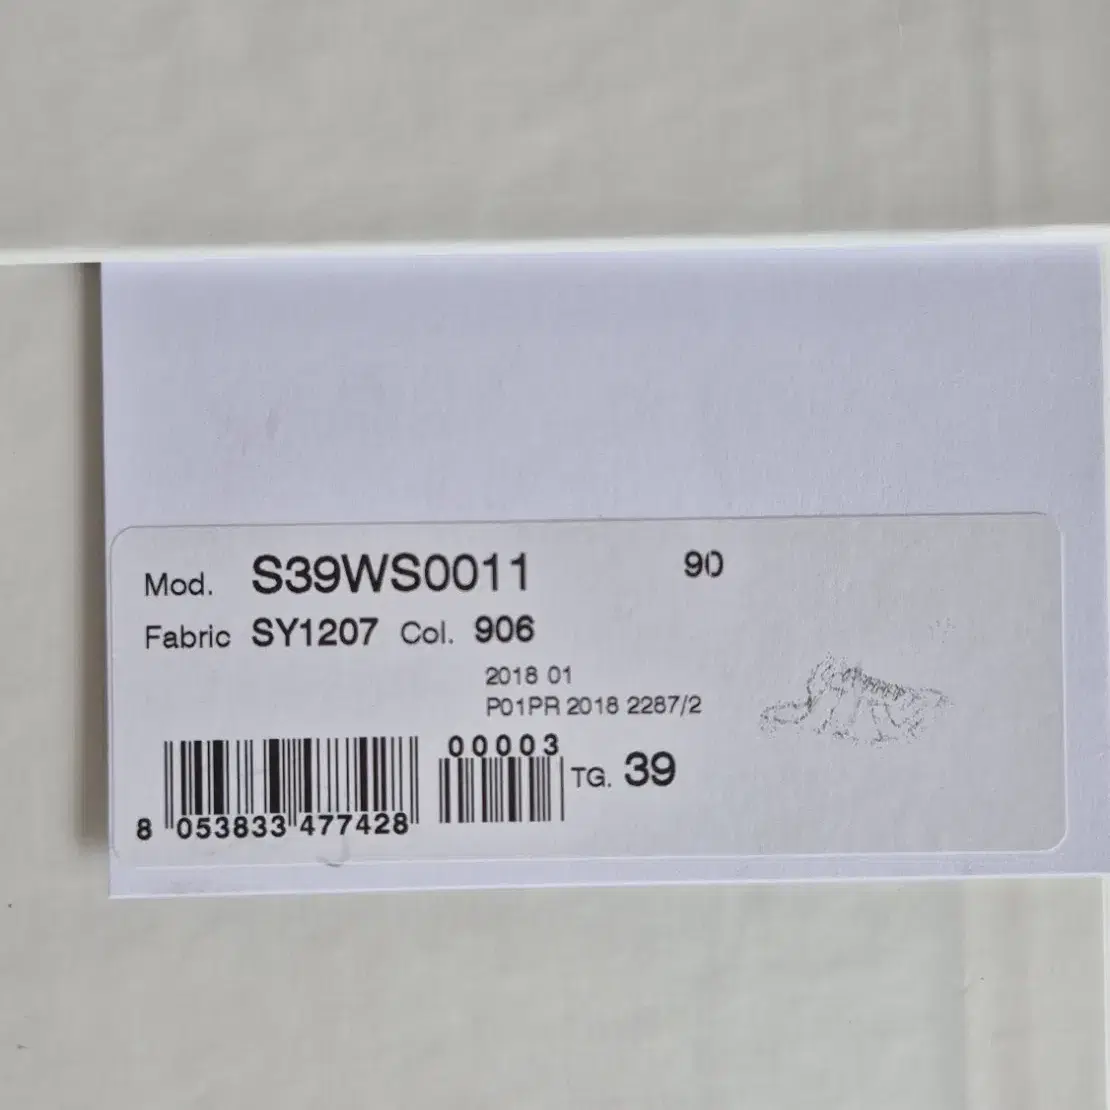 Mod. S39WS0011 90
Fabric SY1207 Col. 906
2018 01
P01PR 2018 2287/2
00003
TG. 39
8 053833 477428